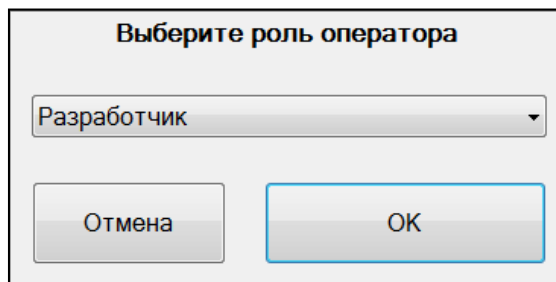 Выберите роль оператора
Разработчик
Отмена
OK